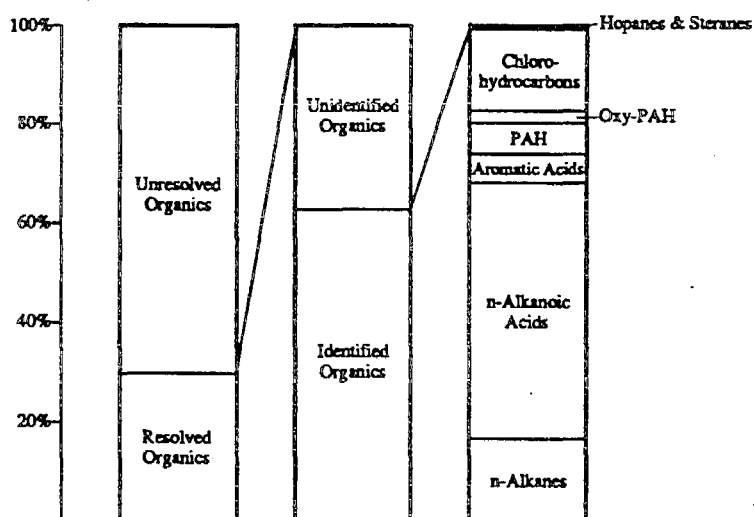 100%
80%
60%
40%
20%
Unresolved
Organics
Resolved
Organics
Unidentified
Organics
Identified
Organics
Hopanes & Steranes
Chloro-
hydrocarbons
Oxy-PAH
PAH
Aromatic Acids
n-Alkanoic
Acids
n-Alkanes